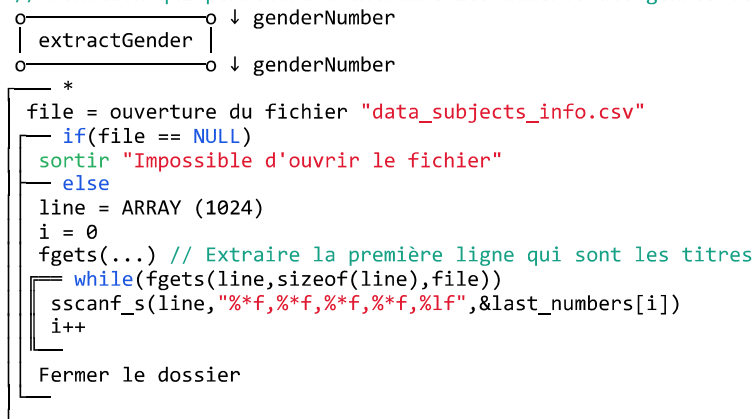 ↓ genderNumber
extractGender
↓ genderNumber
*
file = ouverture du fichier "data_subjects_info.csv"
if(file == NULL)
sortir "Impossible d'ouvrir le fichier"
else
line = ARRAY (1024)
i = 0
fgets(...) // Extraire la première ligne qui sont les titres
while(fgets(line,sizeof(line),file))
sscanf_s(line,"%*f,%*f,%*f,%*f,%lf",&last_numbers[i])
i++
Fermer le dossier